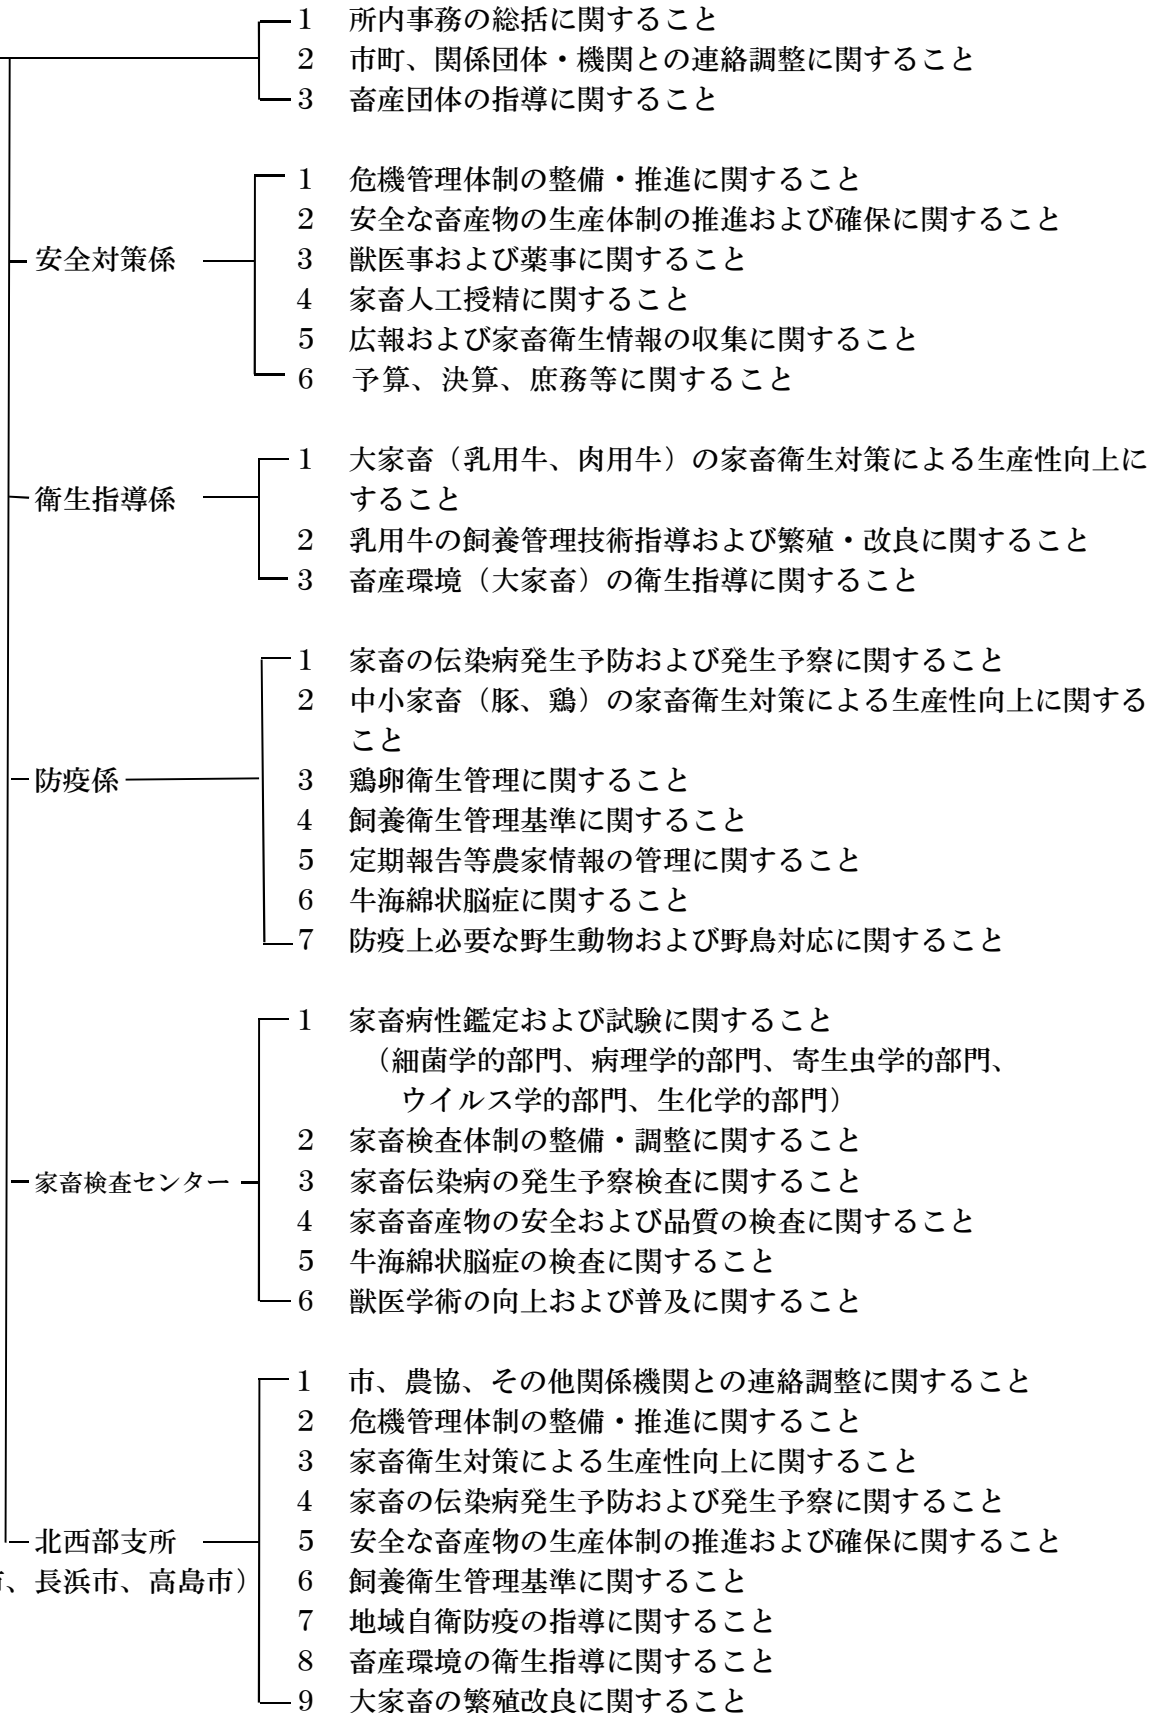 1 所内事務の総括に関すること
2 市町、関係団体・機関との連絡調整に関すること
3 畜産団体の指導に関すること
1 危機管理体制の整備・推進に関すること
2 安全な畜産物の生産体制の推進および確保に関すること
安全対策係 3 獣医事および薬事に関すること
4 家畜人工授精に関すること
5 広報および家畜衛生情報の収集に関すること
6 予算、決算、庶務等に関すること
1 大家畜（乳用牛、肉用牛）の家畜衛生対策による生産性向上に
衛生指導係 すること
2 乳用牛の飼養管理技術指導および繁殖・改良に関すること
3 畜産環境（大家畜）の衛生指導に関すること
1 家畜の伝染病発生予防および発生予察に関すること
2 中小家畜（豚、鶏）の家畜衛生対策による生産性向上に関する
こと
防疫係 3 鶏卵衛生管理に関すること
4 飼養衛生管理基準に関すること
5 定期報告等農家情報の管理に関すること
6 牛海綿状脳症に関すること
7 防疫上必要な野生動物および野鳥対応に関すること
1 家畜病性鑑定および試験に関すること
（細菌学的部門、病理学的部門、寄生虫学的部門、
ウイルス学的部門、生化学的部門）
2 家畜検査体制の整備・調整に関すること
家畜検査センター 3 家畜伝染病の発生予察検査に関すること
4 家畜畜産物の安全および品質の検査に関すること
5 牛海綿状脳症の検査に関すること
6 獣医学術の向上および普及に関すること
1 市、農協、その他関係機関との連絡調整に関すること
2 危機管理体制の整備・推進に関すること
3 家畜衛生対策による生産性向上に関すること
4 家畜の伝染病発生予防および発生予察に関すること
北西部支所 5 安全な畜産物の生産体制の推進および確保に関すること
市、長浜市、高島市） 6 飼養衛生管理基準に関すること
7 地域自衛防疫の指導に関すること
8 畜産環境の衛生指導に関すること
9 大家畜の繁殖改良に関すること